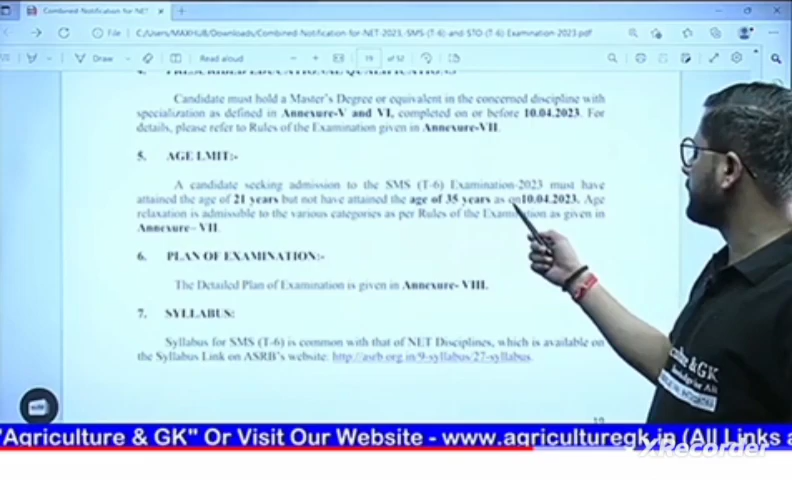 Combined Notification for NET
File C:/Users/MAXHUB/Downloads/Combined Notification for-NET-2023,-SMS-(T-6) and STO (T-6) Examination-2023.pdf
Draw Read aloud 19 of 52
4. PRESCRIBED EDUCATIONAL QUALIFICATIONS
Candidate must hold a Master's Degree or equivalent in the concerned discipline with
specialization as defined in Annexure-V and VI, completed on or before 10.04.2023. For
details, please refer to Rules of the Examination given in Annexure-VII.
5. AGE LMIT:-
A candidate seeking admission to the SMS (T-6) Examination-2023 must have
attained the age of 21 years but not have attained the age of 35 years as on10.04.2023. Age
relaxation is admissible to the various categories as per Rules of the Examination as given in
Annexure– VII.
6. PLAN OF EXAMINATION:-
The Detailed Plan of Examination is given in Annexure- VIII.
7. SYLLABUS:
Syllabus for SMS (T-6) is common with that of NET Disciplines, which is available on
the Syllabus Link on ASRB's website: http://asrb.org.in/9-syllabus/27-syllabus.
19
culture & GK
"Agriculture & GK" Or Visit Our Website - www.agriculturegk.in (All Links a
XRecorder